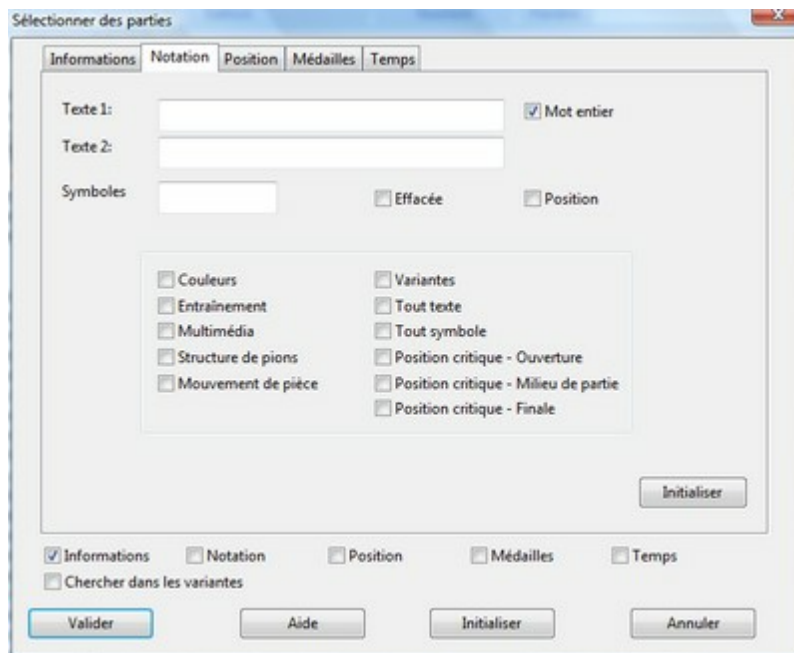 Sélectionner des parties
Informations Notation Position Médailles Temps
Texte 1: Mot entier
Texte 2:
Symboles Effacée Position
Couleurs Variantes
Entraînement Tout texte
Multimédia Tout symbole
Structure de pions Position critique - Ouverture
Mouvement de pièce Position critique - Milieu de partie
Position critique - Finale
Initialiser
Informations Notation Position Médailles Temps
Chercher dans les variantes
Valider Aide Initialiser Annuler